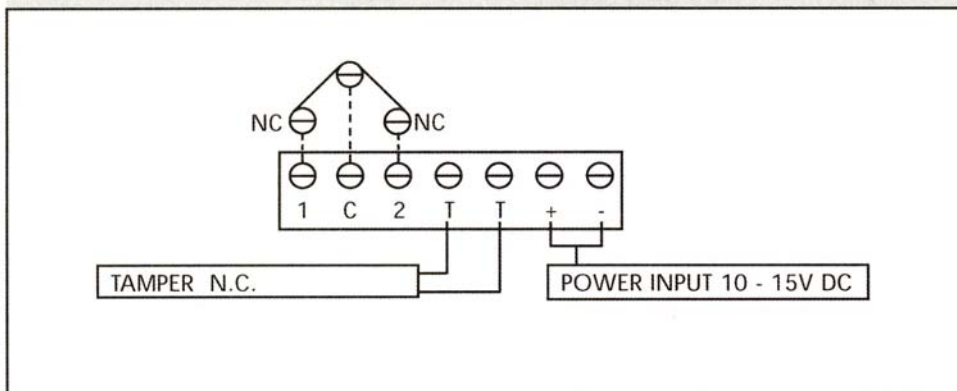 NC NC
1 C 2 T T + -
TAMPER N.C.
POWER INPUT 10 - 15V DC